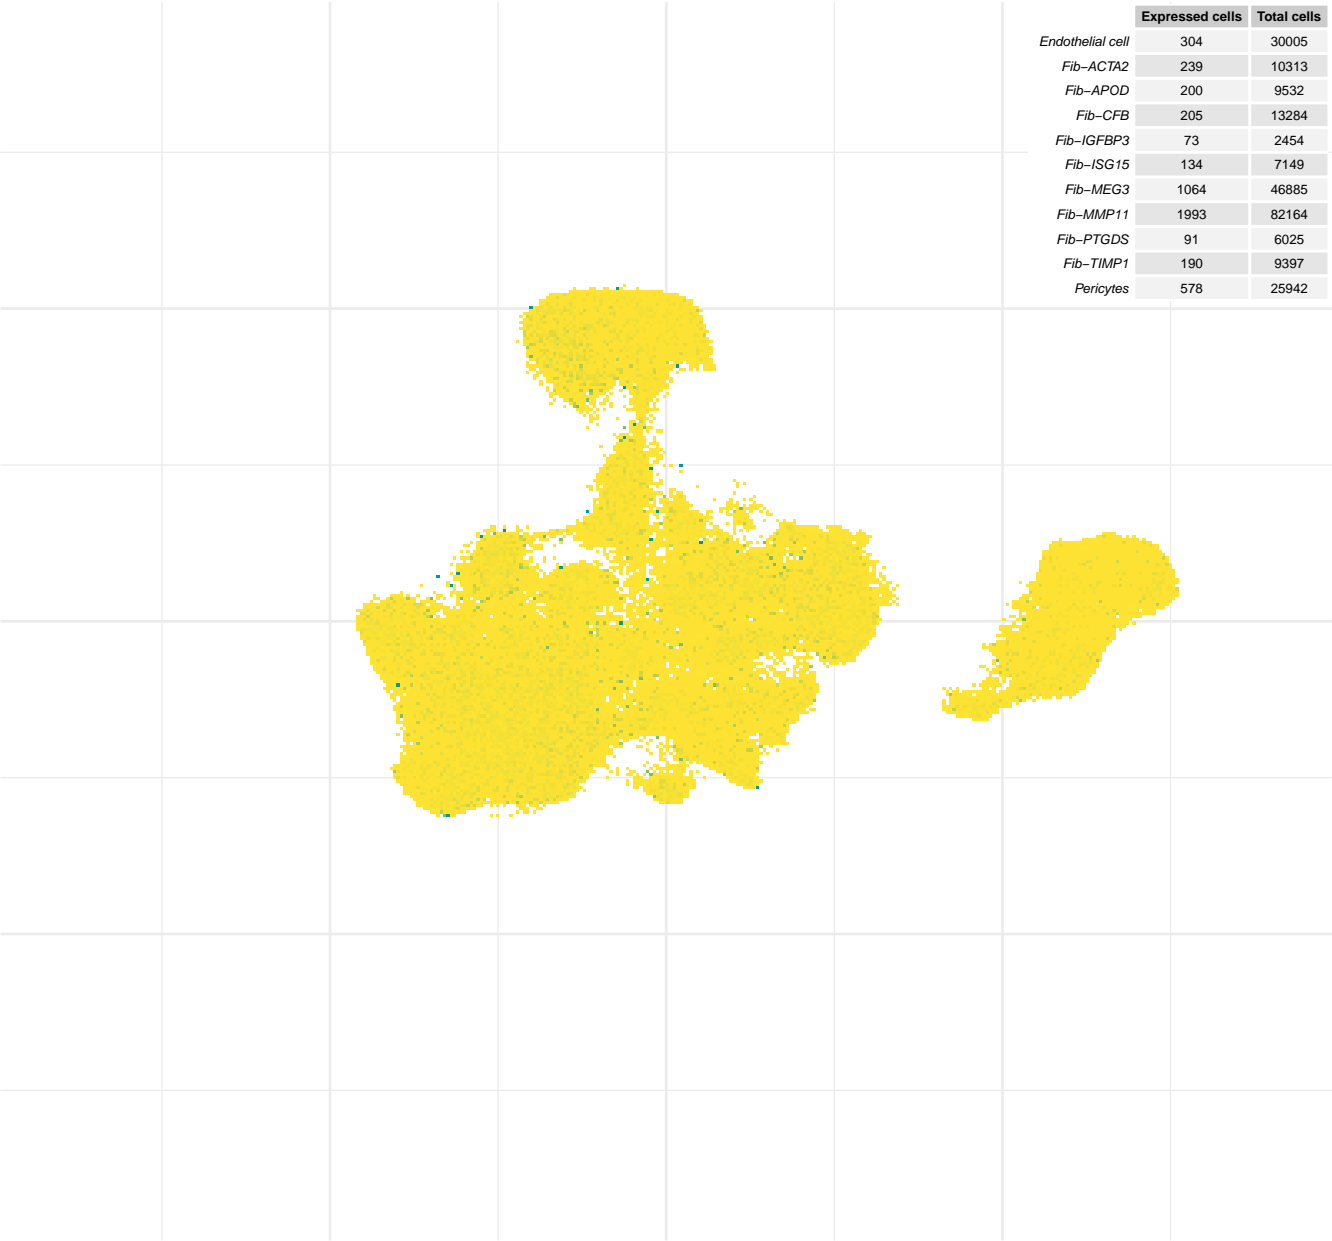 Expressed cells Total cells
Endothelial cell 304 30005
Fib−ACTA2 239 10313
Fib−APOD 200 9532
Fib−CFB 205 13284
Fib−IGFBP3 73 2454
Fib−ISG15 134 7149
Fib−MEG3 1064 46885
Fib−MMP11 1993 82164
Fib−PTGDS 91 6025
Fib−TIMP1 190 9397
Pericytes 578 25942